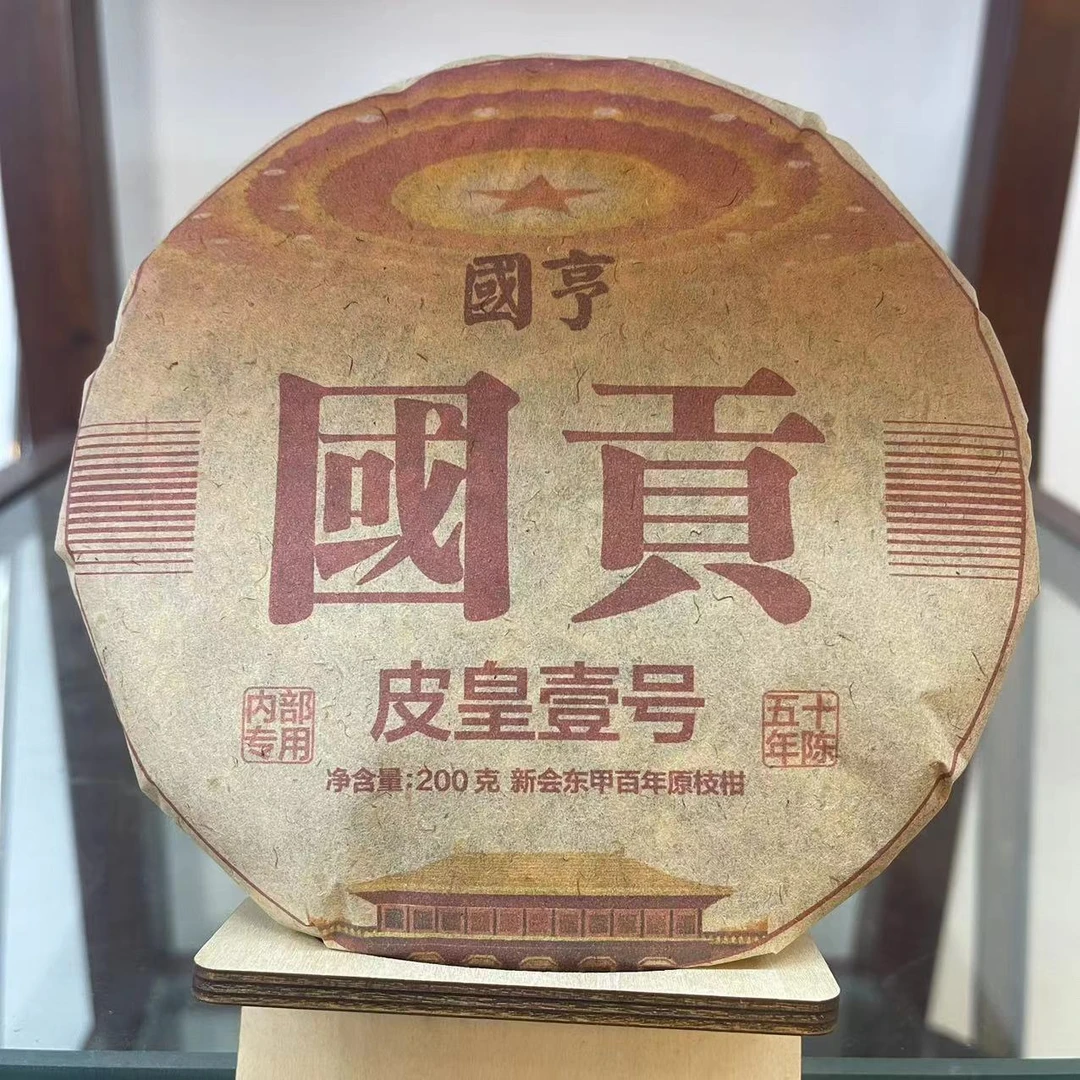 國亨
國貢
皮皇壹号
内部
专用
五十
年陈
净含量:200克 新会东甲百年原枝柑